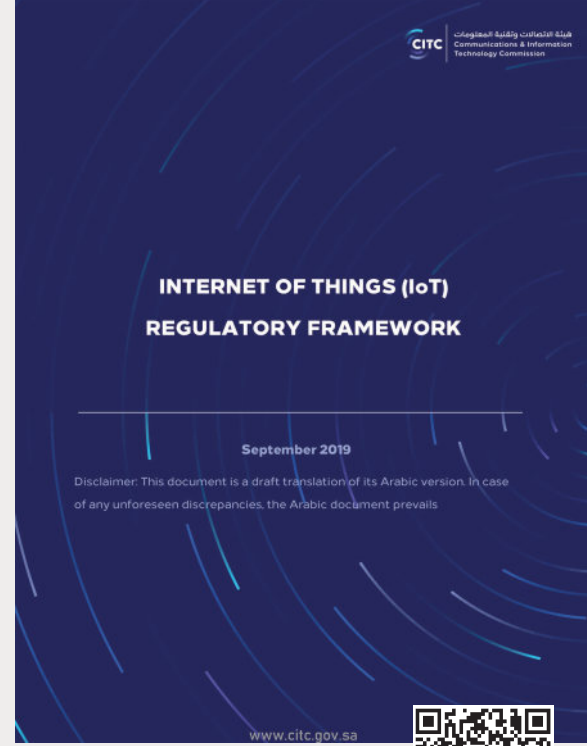 CITC
هيئة الاتصالات وتقنية المعلومات
Communications & Information
Technology Commission
INTERNET OF THINGS (IoT)
REGULATORY FRAMEWORK
September 2019
Disclaimer: This document is a draft translation of its Arabic version. In case
of any unforeseen discrepancies, the Arabic document prevails
www.citc.gov.sa